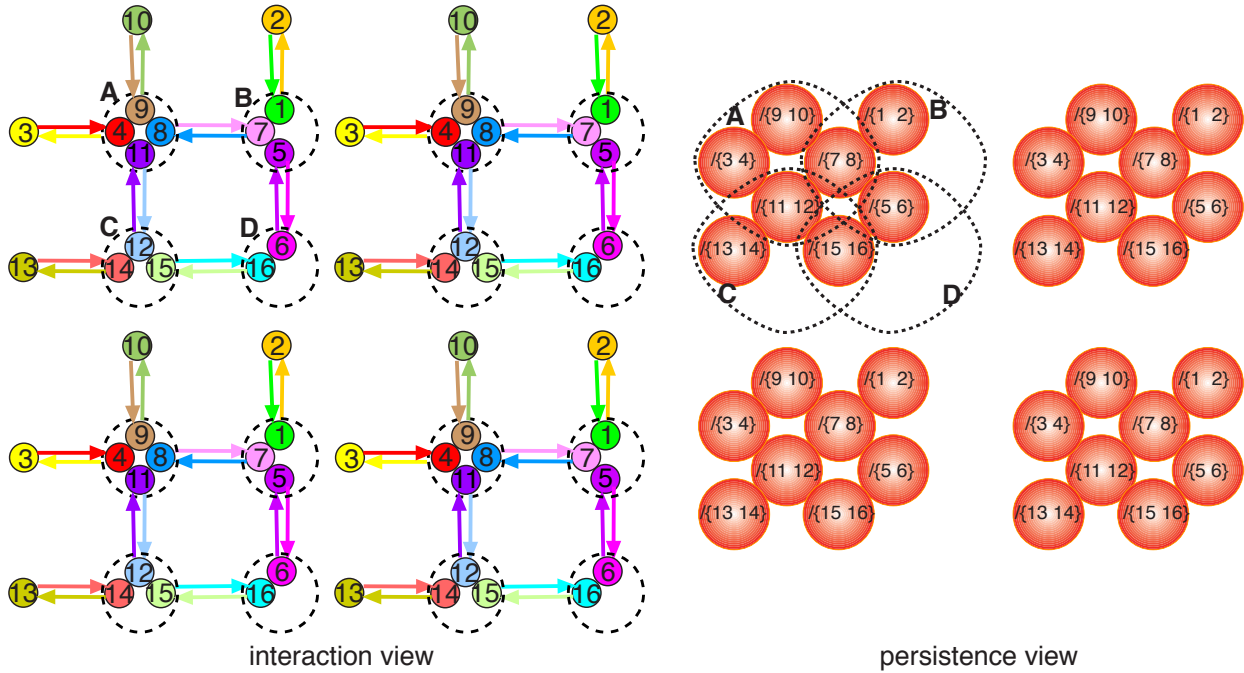 10 2 10 2
A 9 B 1 9 1
3 4 8 7 3 4 8 7
11 5 11 5
C 12 D 6 12 6
13 14 15 16 13 14 15 16
10 2 10 2
9 1 9 1
3 4 8 7 3 4 8 7
11 5 11 5
12 6 12 6
13 14 15 16 13 14 15 16
interaction view
A /{9 10} /{1 2} B
/{3 4} /{7 8}
/{11 12} /{5 6}
/{13 14} /{15 16}
C D
/{9 10} /{1 2}
/{3 4} /{7 8}
/{11 12} /{5 6}
/{13 14} /{15 16}
/{9 10} /{1 2}
/{3 4} /{7 8}
/{11 12} /{5 6}
/{13 14} /{15 16}
/{9 10} /{1 2}
/{3 4} /{7 8}
/{11 12} /{5 6}
/{13 14} /{15 16}
persistence view